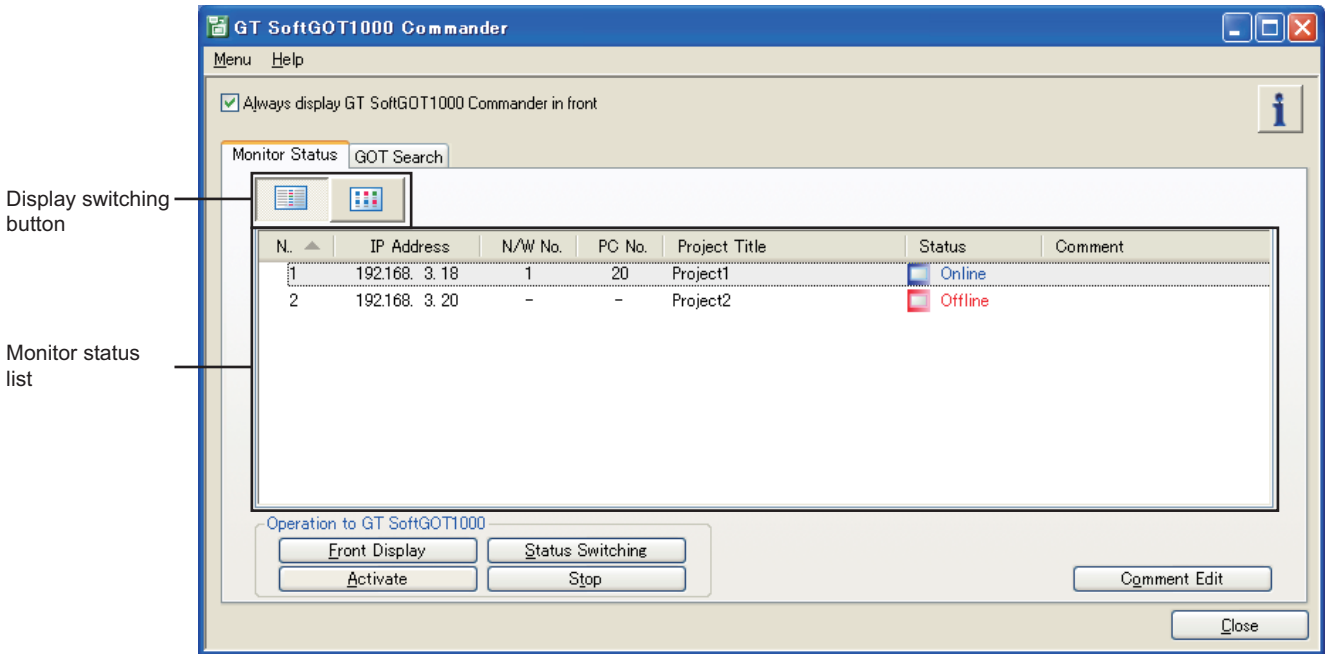 GT SoftGOT1000 Commander
Menu Help
Always display GT SoftGOT1000 Commander in front
Monitor Status GOT Search
Display switching
button
N.. IP Address N/W No. PC No. Project Title Status Comment
1 192.168. 3. 18 1 20 Project1 Online
2 192.168. 3. 20 - - Project2 Offline
Monitor status
list
Operation to GT SoftGOT1000
Front Display Status Switching
Activate Stop Comment Edit
Close